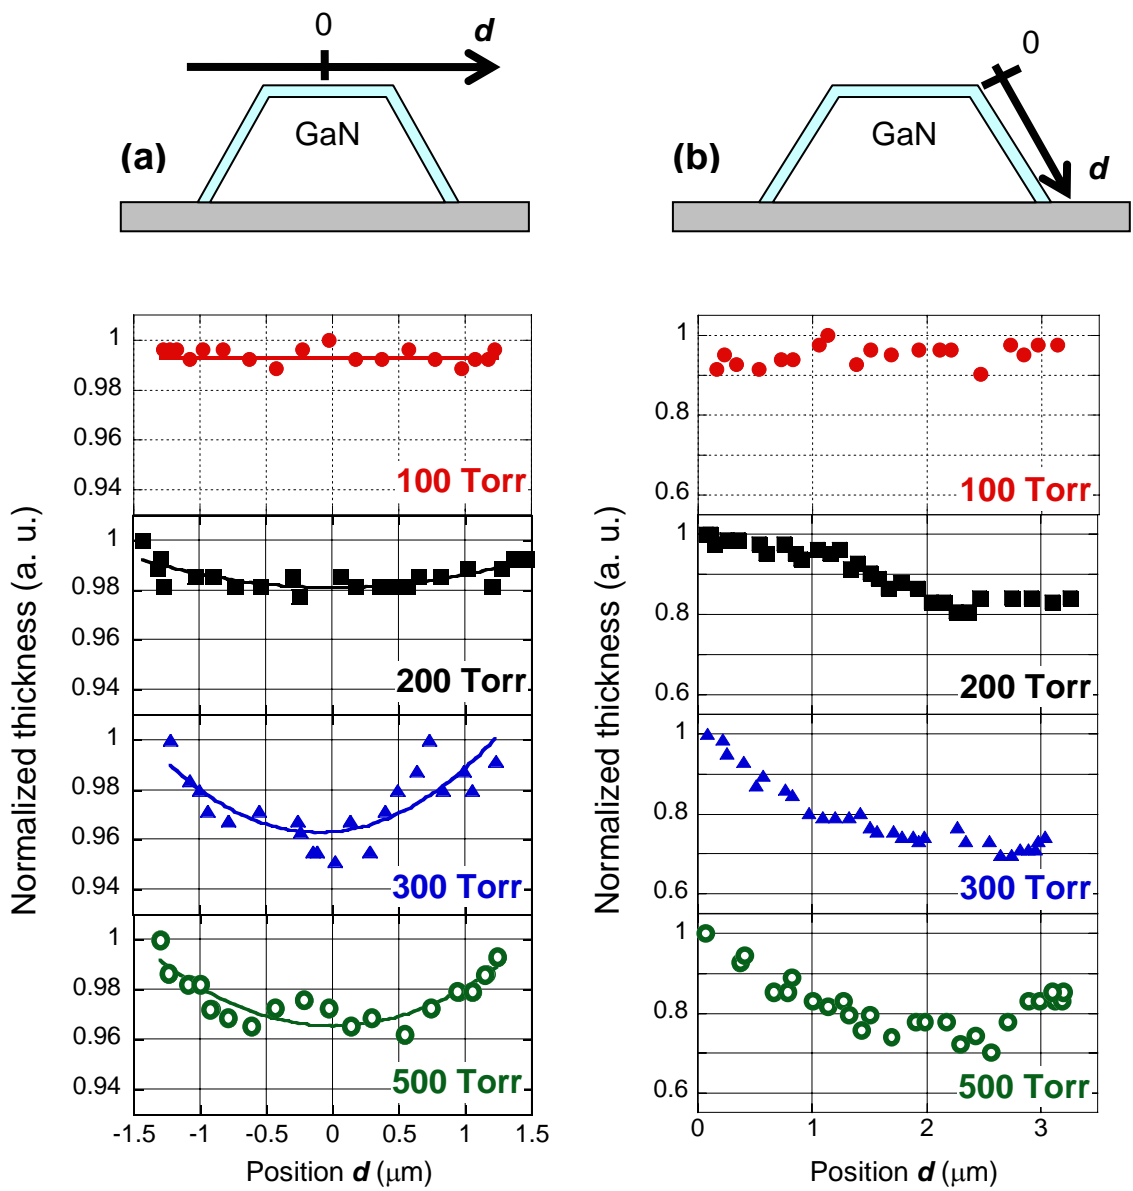 0
d
GaN
(a)
0
d
GaN
(b)
Normalized thickness (a. u.)
1
0.98
0.96
0.94
100 Torr
1
0.98
0.96
0.94
200 Torr
1
0.98
0.96
0.94
300 Torr
1
0.98
0.96
0.94
500 Torr
-1.5 -1 -0.5 0 0.5 1 1.5
Position d (μm)
Normalized thickness (a. u.)
1
0.8
0.6
100 Torr
1
0.8
0.6
200 Torr
1
0.8
0.6
300 Torr
1
0.8
0.6
500 Torr
0 1 2 3
Position d (μm)